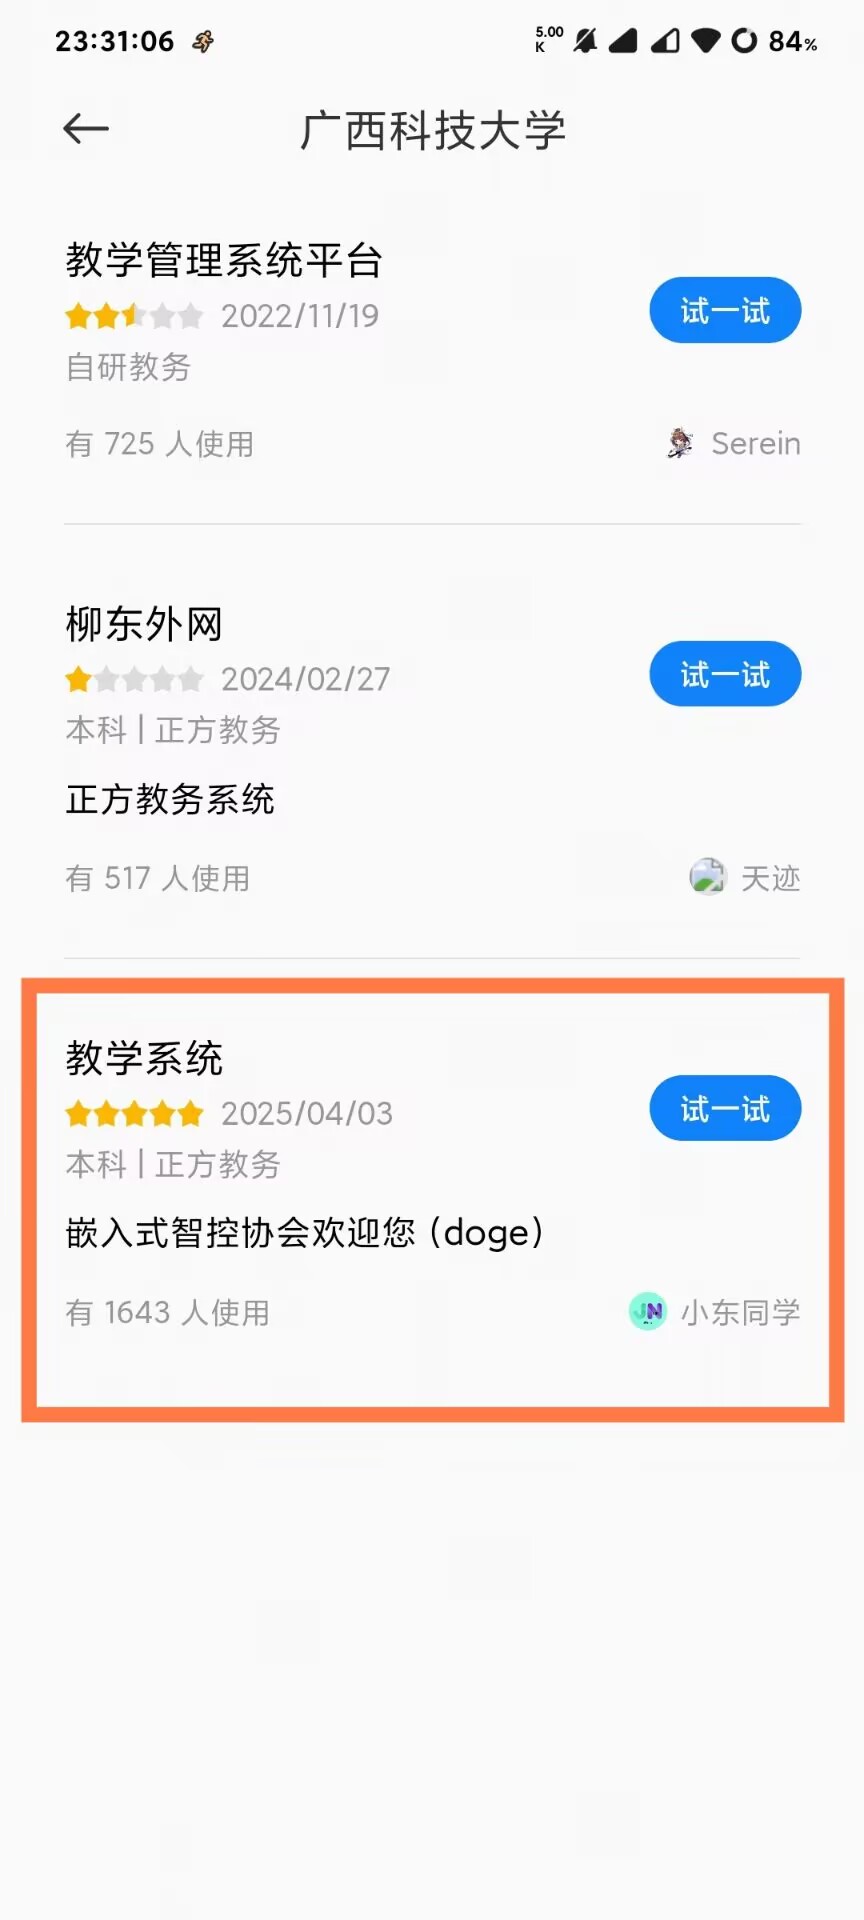 23:31:06
5.00
K
84%
广西科技大学
教学管理系统平台
2022/11/19
试一试
自研教务
有 725 人使用
Serein
柳东外网
2024/02/27
试一试
本科 | 正方教务
正方教务系统
有 517 人使用
天迹
教学系统
2025/04/03
试一试
本科 | 正方教务
嵌入式智控协会欢迎您 (doge)
有 1643 人使用
JN
小东同学